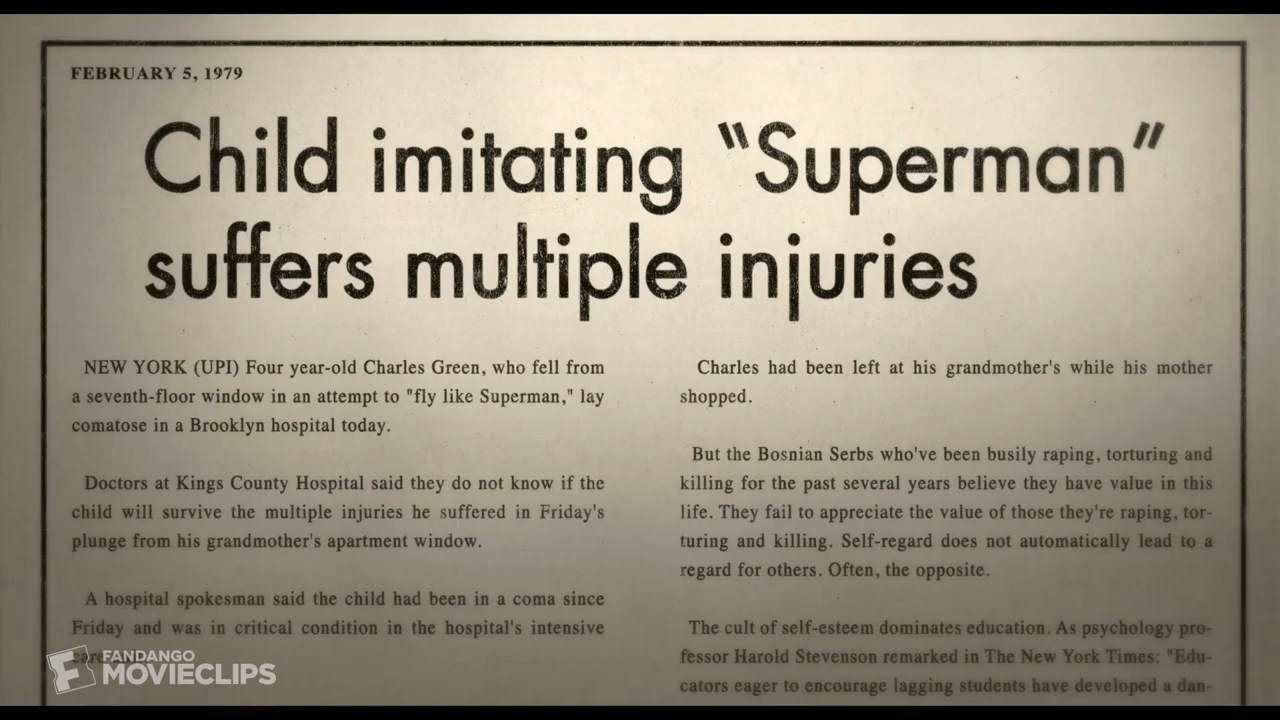 FEBRUARY 5, 1979
Child imitating "Superman"
suffers multiple injuries
NEW YORK (UPI) Four year-old Charles Green, who fell from
a seventh-floor window in an attempt to "fly like Superman," lay
comatose in a Brooklyn hospital today.
Doctors at Kings County Hospital said they do not know if the
child will survive the multiple injuries he suffered in Friday's
plunge from his grandmother's apartment window.
A hospital spokesman said the child had been in a coma since
Friday and was in critical condition in the hospital's intensive
Charles had been left at his grandmother's while his mother
shopped.
But the Bosnian Serbs who've been busily raping, torturing and
killing for the past several years believe they have value in this
life. They fail to appreciate the value of those they're raping, tor-
turing and killing. Self-regard does not automatically lead to a
regard for others. Often, the opposite.
The cult of self-esteem dominates education. As psychology pro-
fessor Harold Stevenson remarked in The New York Times: "Edu-
cators eager to encourage lagging students have developed a dan-
FANDANGO
MOVIECLIPS